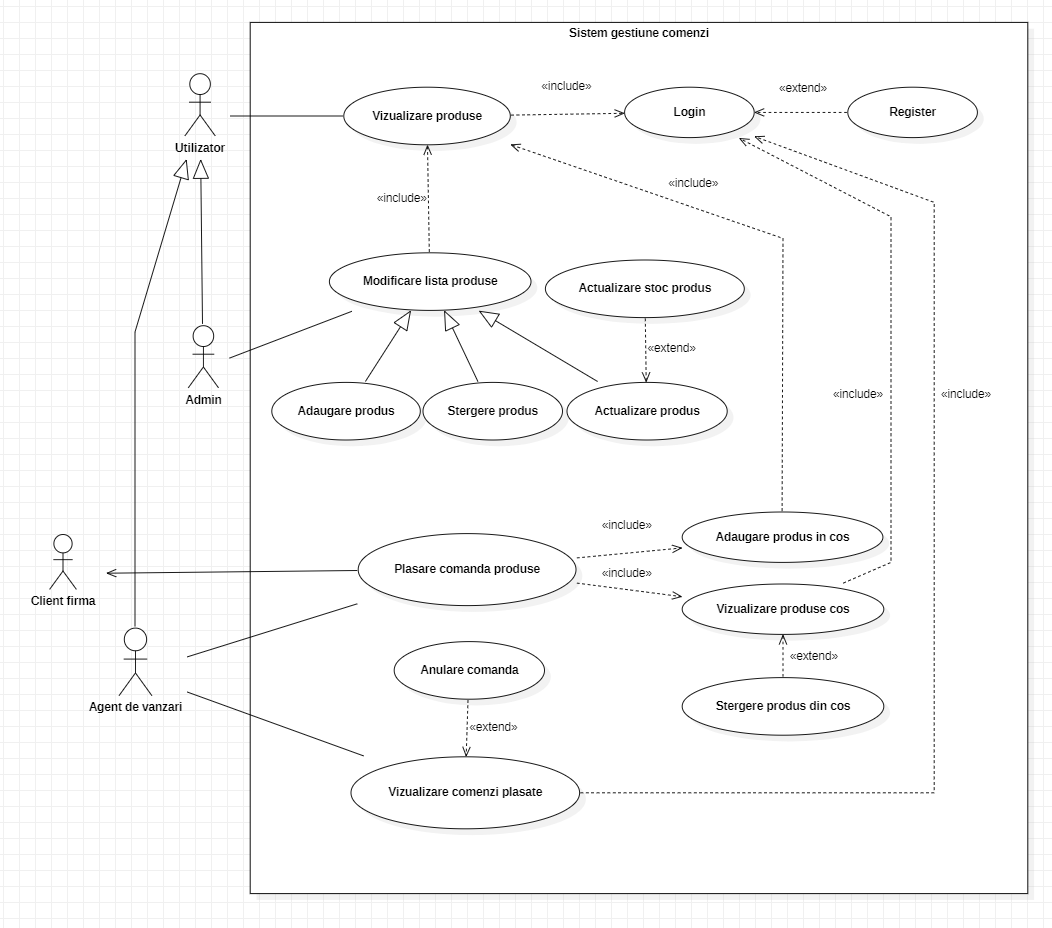 Sistem gestiune comenzi
«include»
«extend»
Vizualizare produse
Login
Register
Utilizator
«include»
«include»
Modificare lista produse
Actualizare stoc produs
«extend»
Admin
«include»
«include»
Adaugare produs
Stergere produs
Actualizare produs
«include»
Adaugare produs in cos
Plasare comanda produse
«include»
Client firma
Vizualizare produse cos
«extend»
Anulare comanda
Agent de vanzari
Stergere produs din cos
«extend»
Vizualizare comenzi plasate